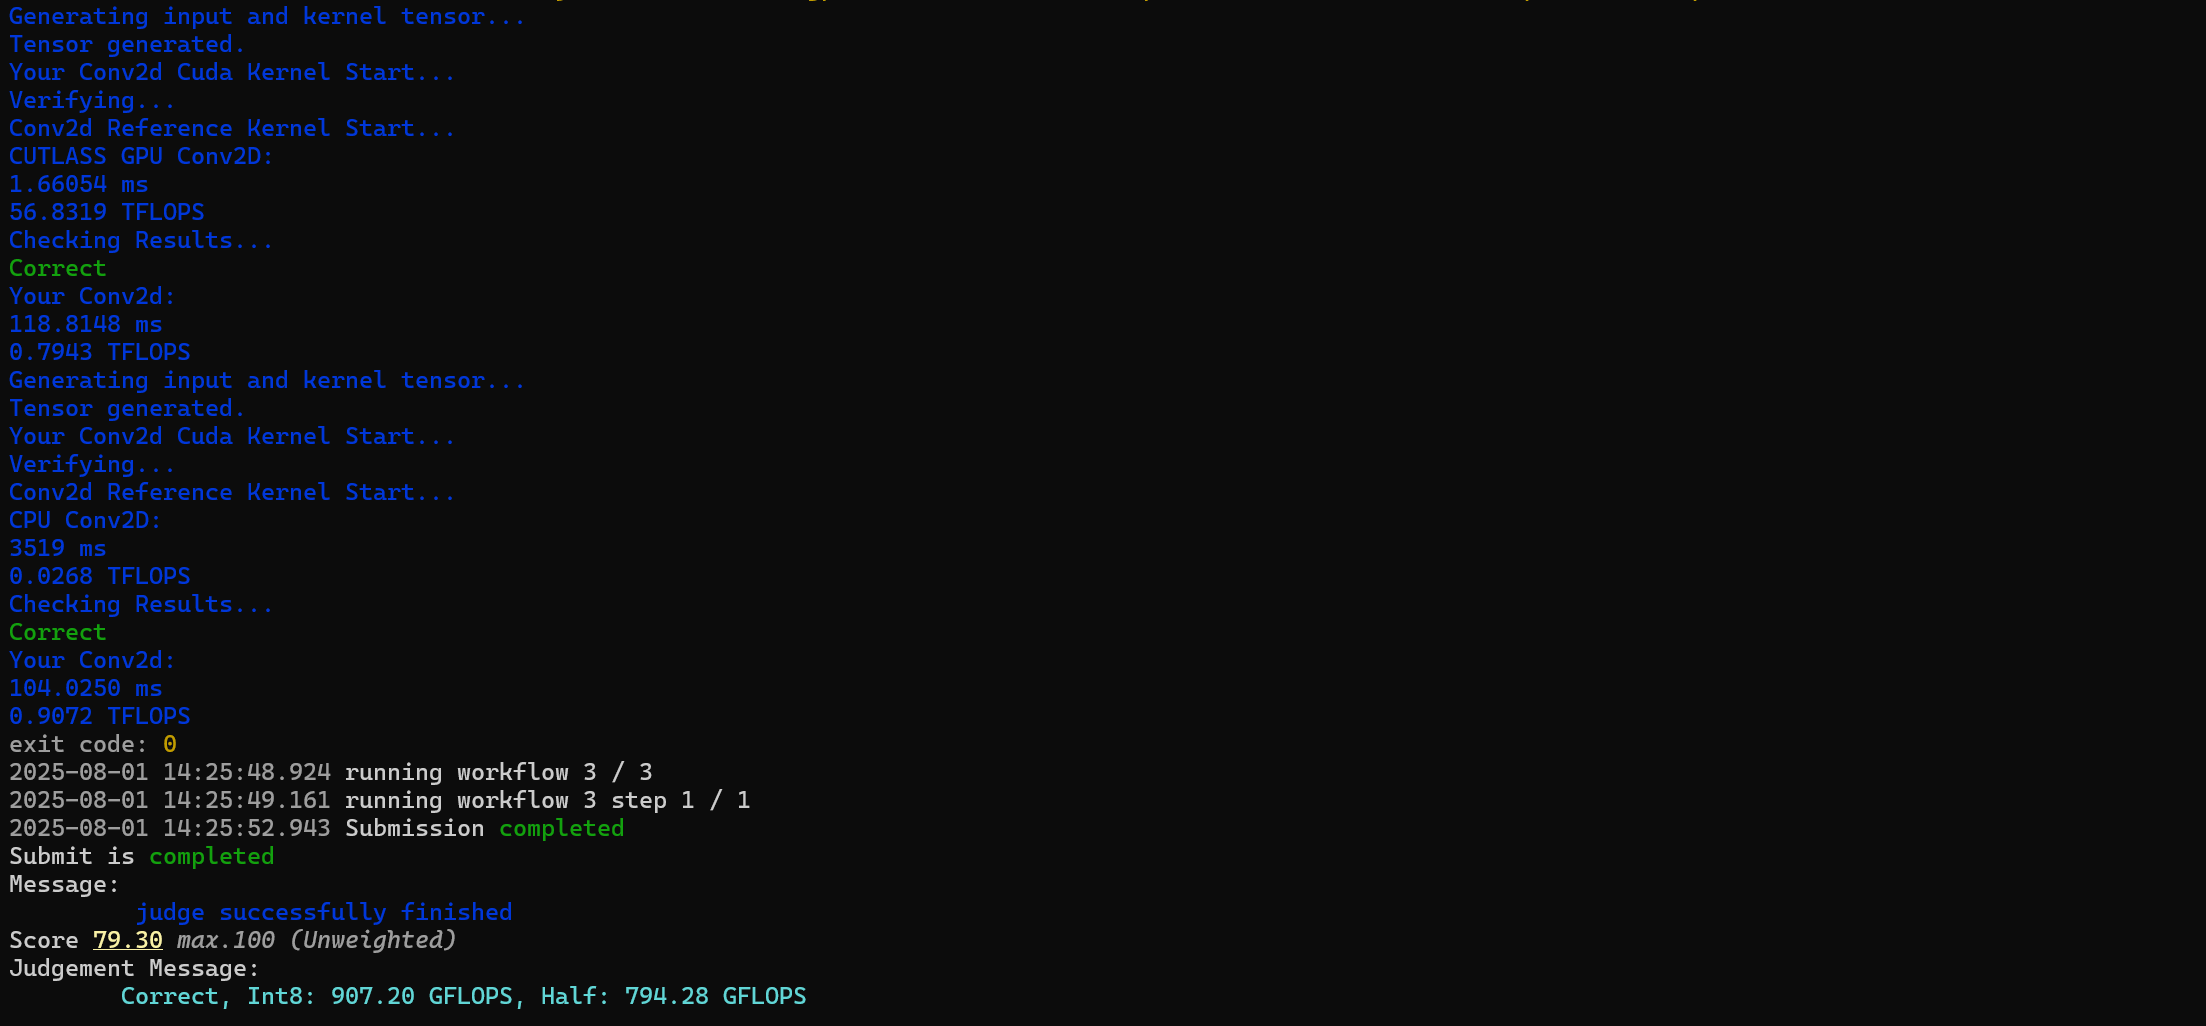 Generating input and kernel tensor...
Tensor generated.
Your Conv2d Cuda Kernel Start...
Verifying...
Conv2d Reference Kernel Start...
CUTLASS GPU Conv2D:
1.66054 ms
56.8319 TFLOPS
Checking Results...
Correct
Your Conv2d:
118.8148 ms
0.7943 TFLOPS
Generating input and kernel tensor...
Tensor generated.
Your Conv2d Cuda Kernel Start...
Verifying...
Conv2d Reference Kernel Start...
CPU Conv2D:
3519 ms
0.0268 TFLOPS
Checking Results...
Correct
Your Conv2d:
104.0250 ms
0.9072 TFLOPS
exit code: 0
2025-08-01 14:25:48.924 running workflow 3 / 3
2025-08-01 14:25:49.161 running workflow 3 step 1 / 1
2025-08-01 14:25:52.943 Submission completed
Submit is completed
Message:
judge successfully finished
Score 79.30 max.100 (Unweighted)
Judgement Message:
Correct, Int8: 907.20 GFLOPS, Half: 794.28 GFLOPS